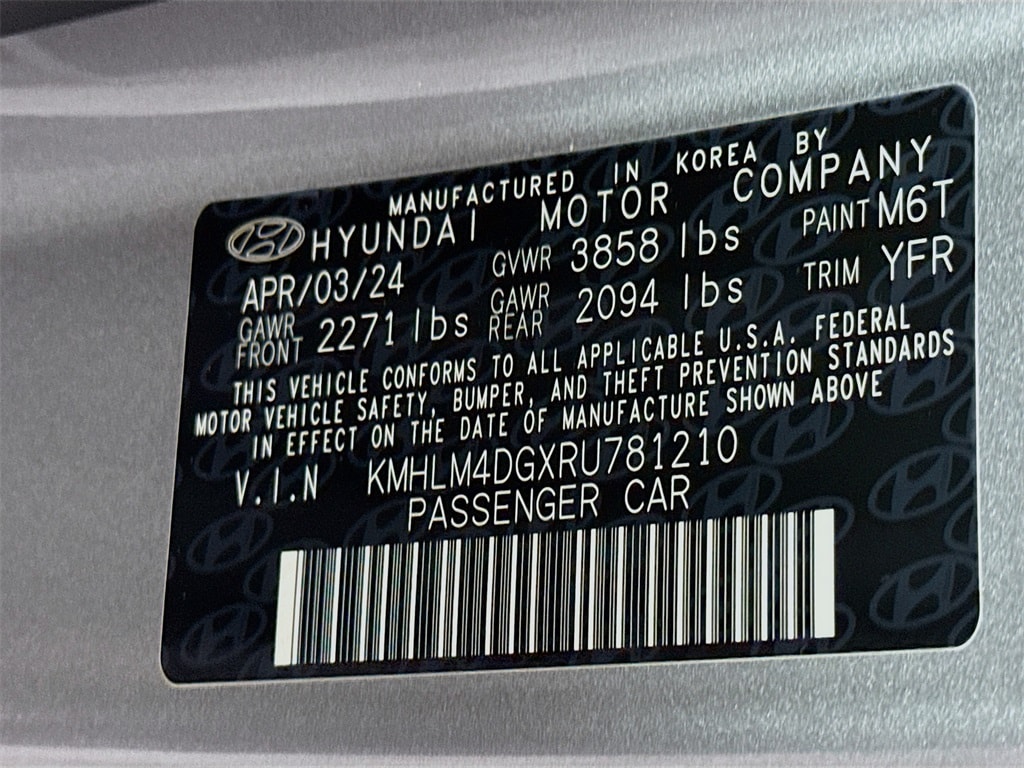 MANUFACTURED IN KOREA BY
HYUNDAI MOTOR COMPANY
APR/03/24 GVWR 3858 lbs PAINT M6T
GAWR FRONT 2271 lbs GAWR REAR 2094 lbs TRIM YFR
THIS VEHICLE CONFORMS TO ALL APPLICABLE U.S.A. FEDERAL
MOTOR VEHICLE SAFETY, BUMPER, AND THEFT PREVENTION STANDARDS
IN EFFECT ON THE DATE OF MANUFACTURE SHOWN ABOVE
V.I.N KMHLM4DGXRU781210
PASSENGER CAR